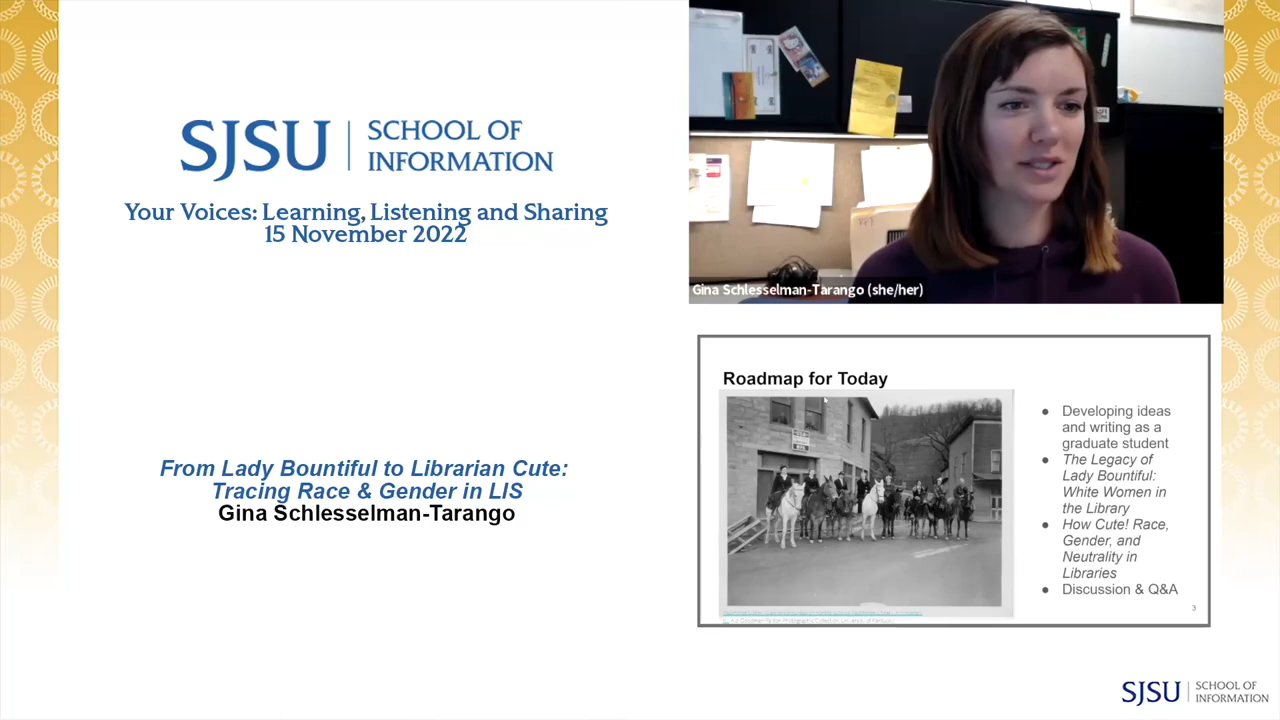 SJSU | SCHOOL OF
INFORMATION
Your Voices: Learning, Listening and Sharing
15 November 2022
From Lady Bountiful to Librarian Cute:
Tracing Race & Gender in LIS
Gina Schlesselman-Tarango
Gina Schlesselman-Tarango (she/her)
Roadmap for Today
● Developing ideas
and writing as a
graduate student
● The Legacy of
Lady Bountiful:
White Women in
the Library
● How Cute! Race,
Gender, and
Neutrality in
Libraries
● Discussion & Q&A
3
SJSU | SCHOOL OF
INFORMATION